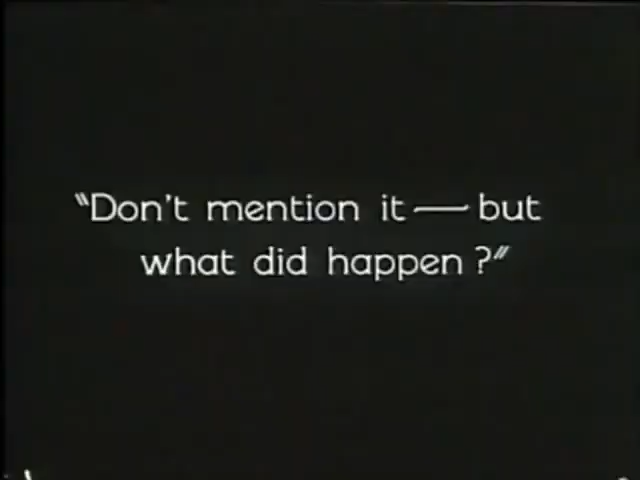 "Don't mention it — but
what did happen?"